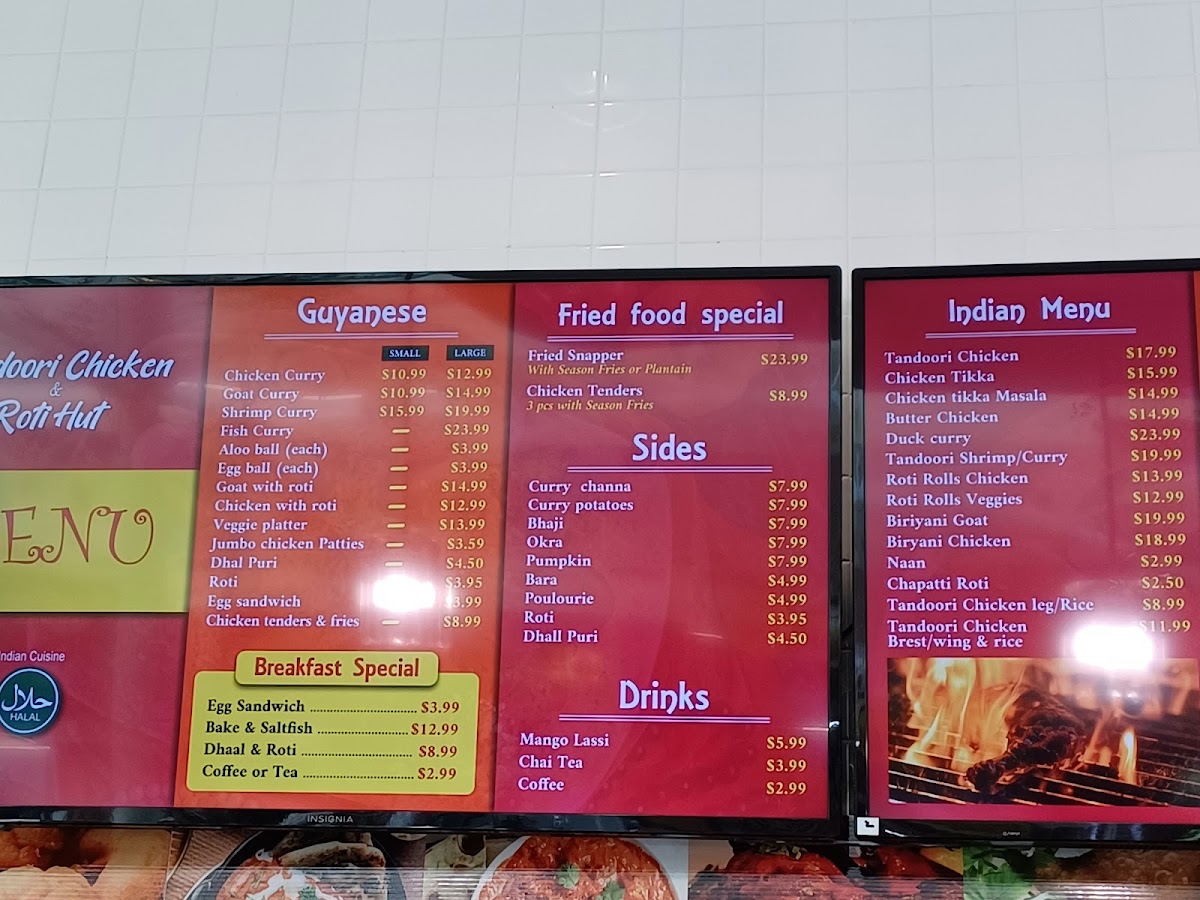 doori Chicken
&
Roti Hut
ENU
Indian Cuisine
حلال
HALAL
Guyanese
SMALL LARGE
Chicken Curry $10.99 $12.99
Goat Curry $10.99 $14.99
Shrimp Curry $15.99 $19.99
Fish Curry — $23.99
Aloo ball (each) — $3.99
Egg ball (each) — $3.99
Goat with roti — $14.99
Chicken with roti — $12.99
Veggie platter — $13.99
Jumbo chicken Patties — $3.59
Dhal Puri — $4.50
Roti $3.95
Egg sandwich $3.99
Chicken tenders & fries — $8.99
Breakfast Special
Egg Sandwich ........................ $3.99
Bake & Saltfish ..................... $12.99
Dhaal & Roti ......................... $8.99
Coffee or Tea ........................ $2.99
Fried food special
Fried Snapper $23.99
With Season Fries or Plantain
Chicken Tenders $8.99
3 pcs with Season Fries
Sides
Curry channa $7.99
Curry potatoes $7.99
Bhaji $7.99
Okra $7.99
Pumpkin $7.99
Bara $4.99
Poulourie $4.99
Roti $3.95
Dhall Puri $4.50
Drinks
Mango Lassi $5.99
Chai Tea $3.99
Coffee $2.99
INSIGNIA
Indian Menu
Tandoori Chicken $17.99
Chicken Tikka $15.99
Chicken tikka Masala $14.99
Butter Chicken $14.99
Duck curry $23.99
Tandoori Shrimp/Curry $19.99
Roti Rolls Chicken $13.99
Roti Rolls Veggies $12.99
Biriyani Goat $19.99
Biryani Chicken $18.99
Naan $2.99
Chapatti Roti $2.50
Tandoori Chicken leg/Rice $8.99
Tandoori Chicken $11.99
Brest/wing & rice